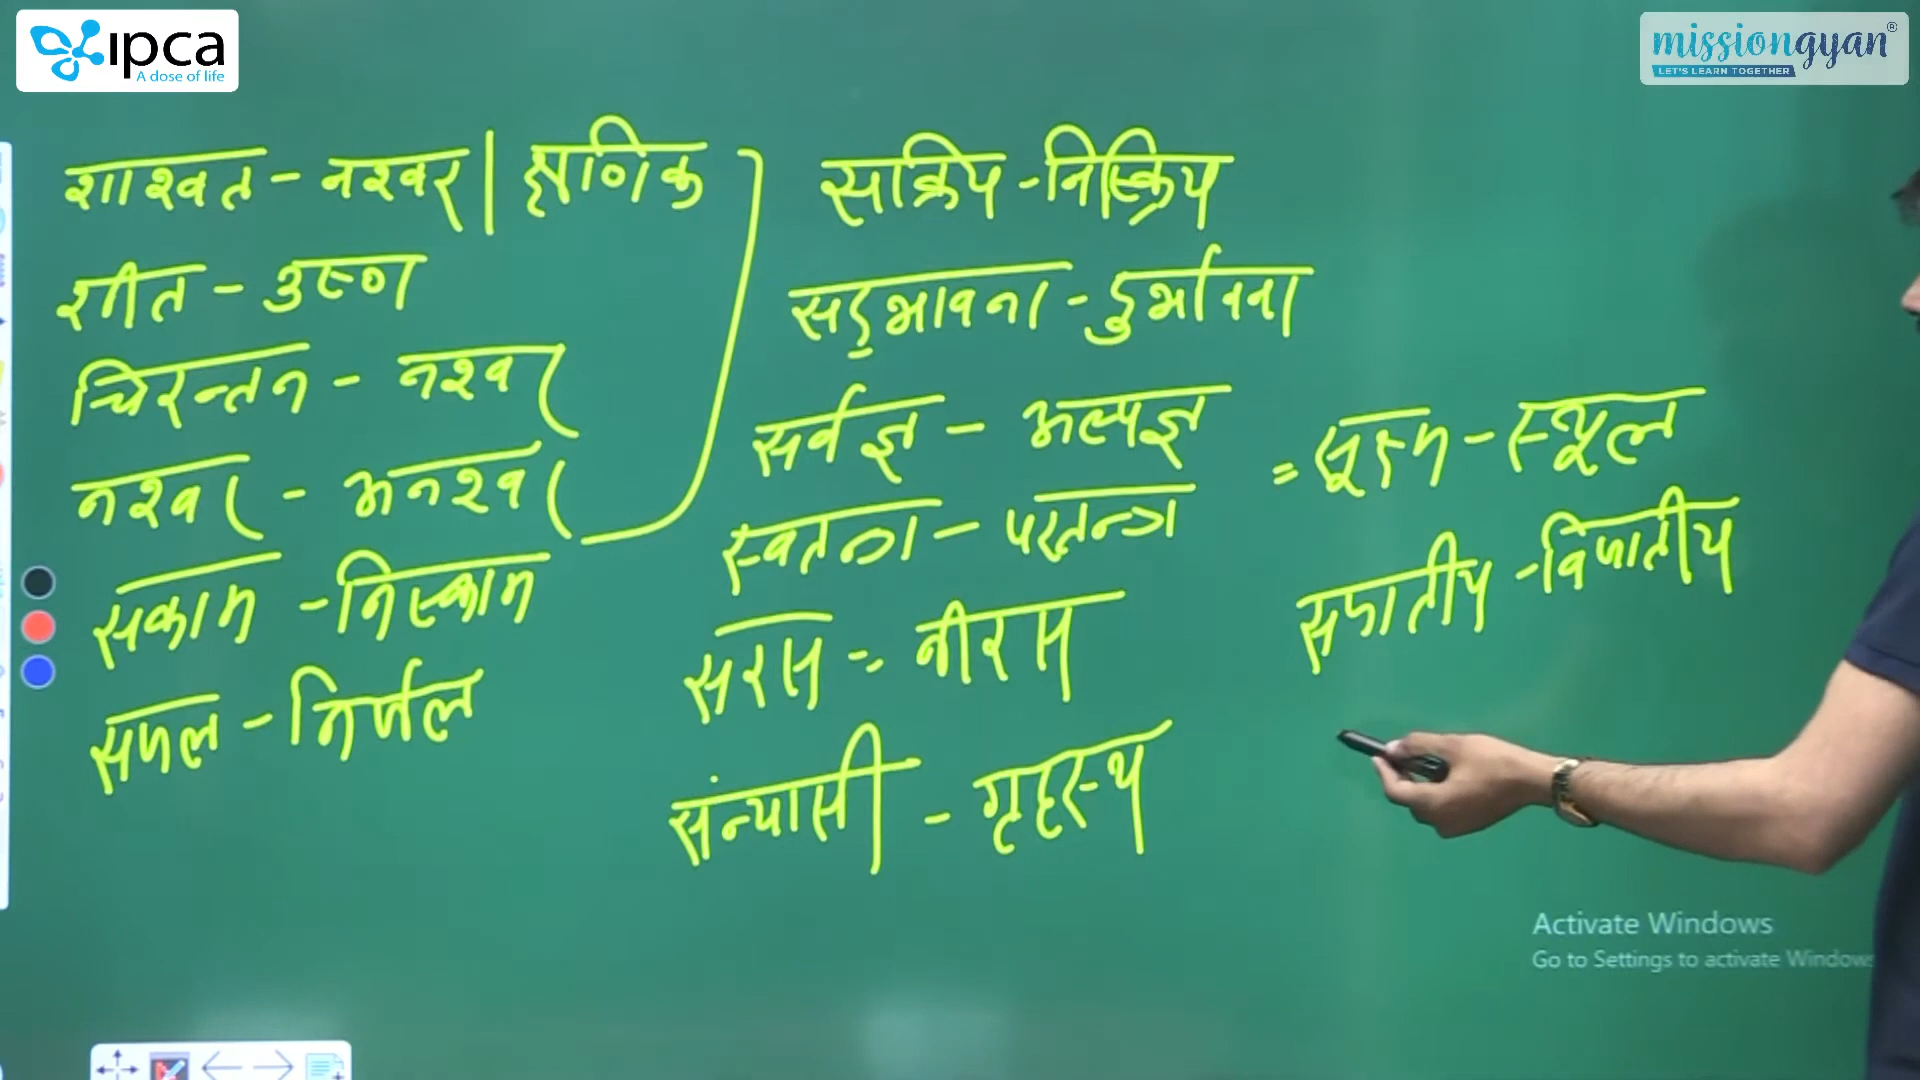 ipca
A dose of life
missiongyan®
LET'S LEARN TOGETHER
शाश्वत - नश्वर | क्षणिक
शीत - उष्ण
चिरन्तन - नश्वर
नश्वर - अनश्वर
सकाम - निष्काम
सफल - निर्फल
सक्रिय - निष्क्रिय
सद्भावना - दुर्भावना
सर्वज्ञ - अल्पज्ञ
स्वतन्त्र - परतन्त्र
सरस - नीरस
संन्यासी - गृहस्थ
= सूक्ष्म - स्थूल
सजातीय - विजातीय
Activate Windows
Go to Settings to activate Windows